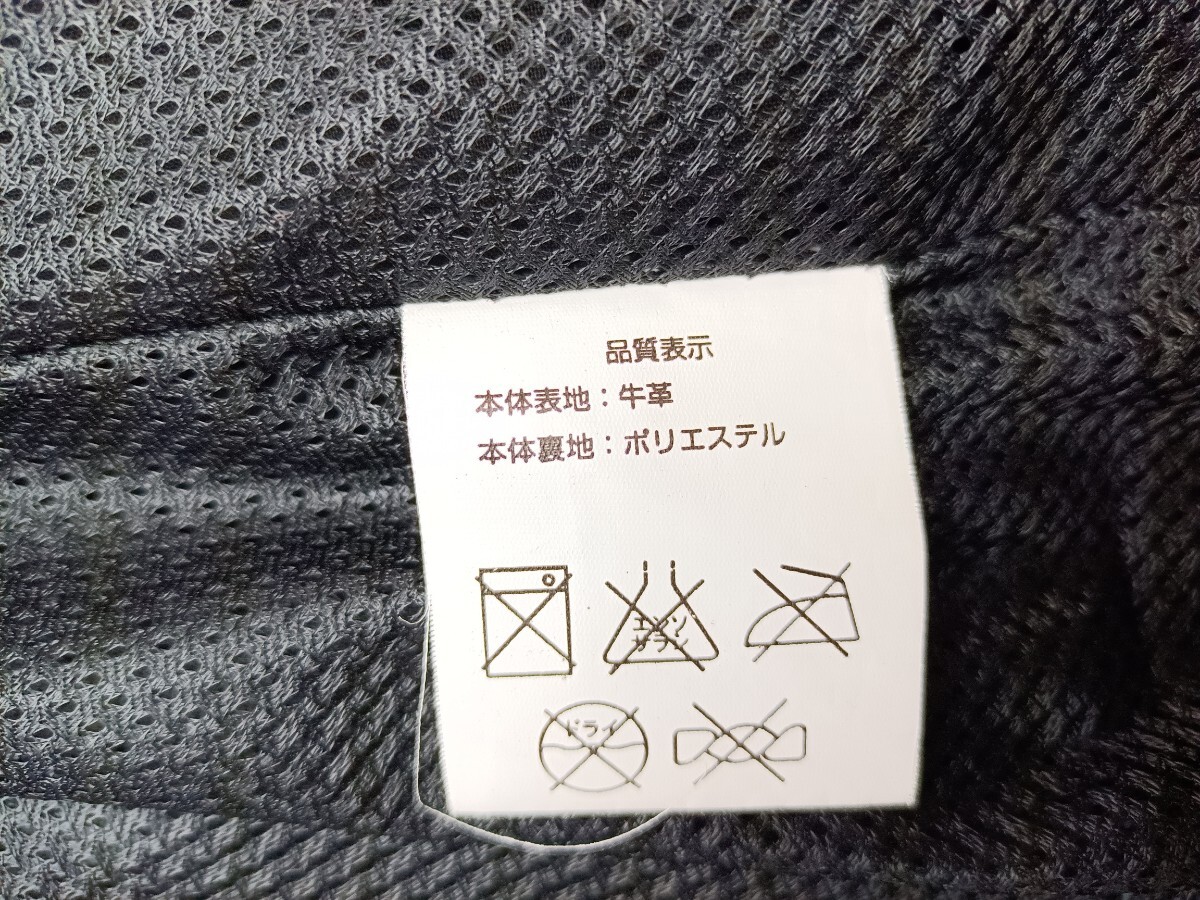 品質表示
本体表地：牛革
本体裏地：ポリエステル
エンソ
サラシ
ドライ